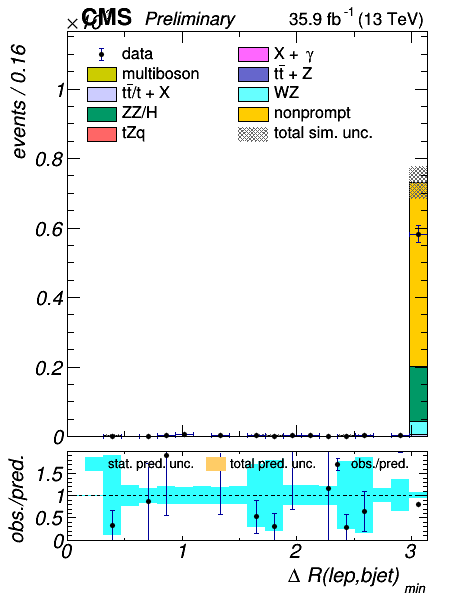 CMS Preliminary 35.9 fb-1 (13 TeV)
events / 0.16
data
multiboson
tt̄/t + X
ZZ/H
tZq
X + γ
tt̄ + Z
WZ
nonprompt
total sim. unc.
1
0.8
0.6
0.4
0.2
0
obs./pred.
stat. pred. unc. total pred. unc. obs./pred.
1.5
1
0.5
0
0 1 2 3
Δ R(lep,bjet) min